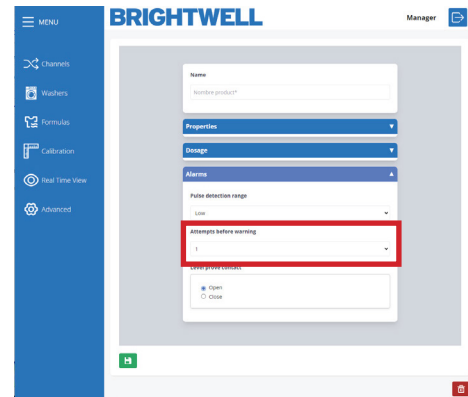 MENU
BRIGHTWELL
Manager
Channels
Washers
Formulas
Calibration
Real Time View
Advanced
Name
Nombre product*
Properties
Dosage
Alarms
Pulse detection range
Low
Attempts before warning
1
Level prove contact
Open
Close